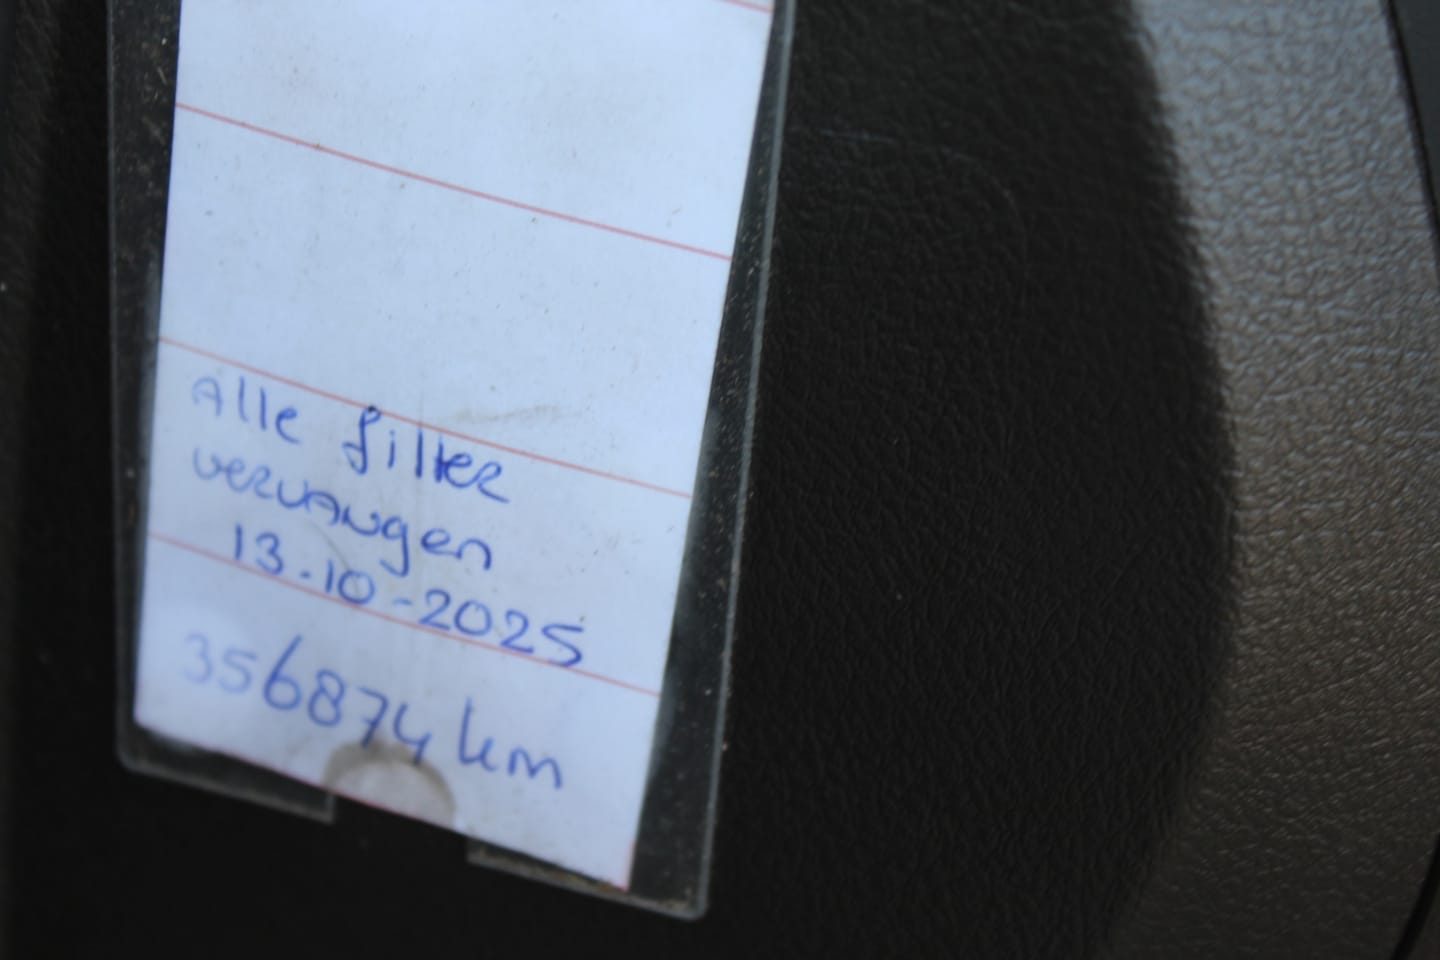 Alle filter
vervangen
13.10-2025
356874 km